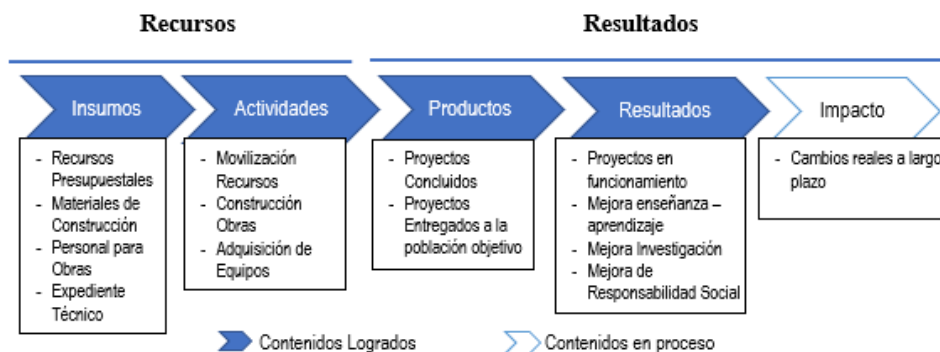 Recursos
Resultados
Insumos
Actividades
Productos
Resultados
Impacto
- Recursos
Presupuestales
- Materiales de
Construcción
- Personal para
Obras
- Expediente
Técnico
- Movilización
Recursos
- Construcción
Obras
- Adquisición de
Equipos
- Proyectos
Concluidos
- Proyectos
Entregados a la
población objetivo
- Proyectos en
funcionamiento
- Mejora enseñanza –
aprendizaje
- Mejora Investigación
- Mejora de
Responsabilidad Social
- Cambios reales a largo
plazo
Contenidos Logrados
Contenidos en proceso